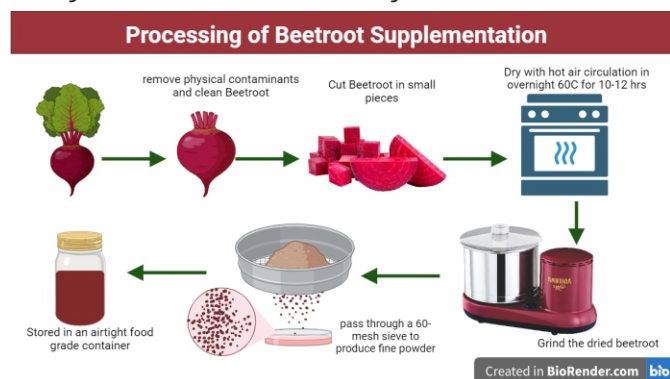 Processing of Beetroot Supplementation
remove physical contaminants
and clean Beetroot
Cut Beetroot in small
pieces
Dry with hot air circulation in
overnight 60C for 10-12 hrs
Grind the dried beetroot
pass through a 60-
mesh sieve to
produce fine powder
Stored in an airtight food
grade container
Created in BioRender.com bio